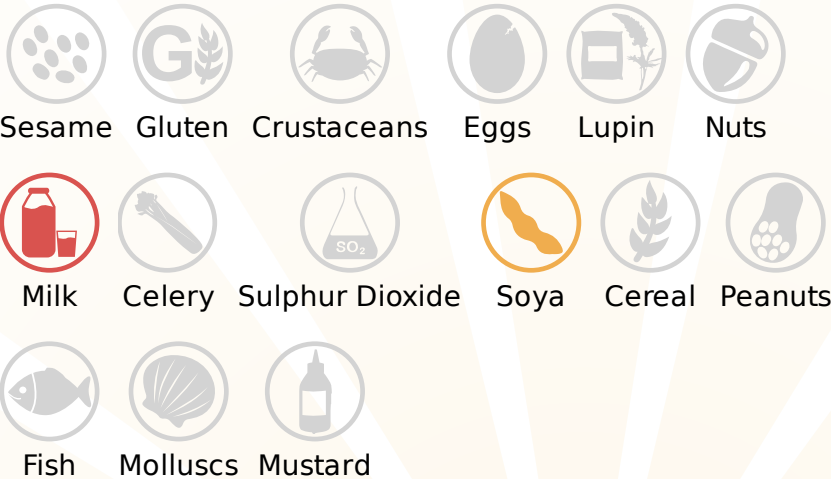 G
Sesame Gluten Crustaceans Eggs Lupin Nuts
SO₂
Milk Celery Sulphur Dioxide Soya Cereal Peanuts
Fish Molluscs Mustard